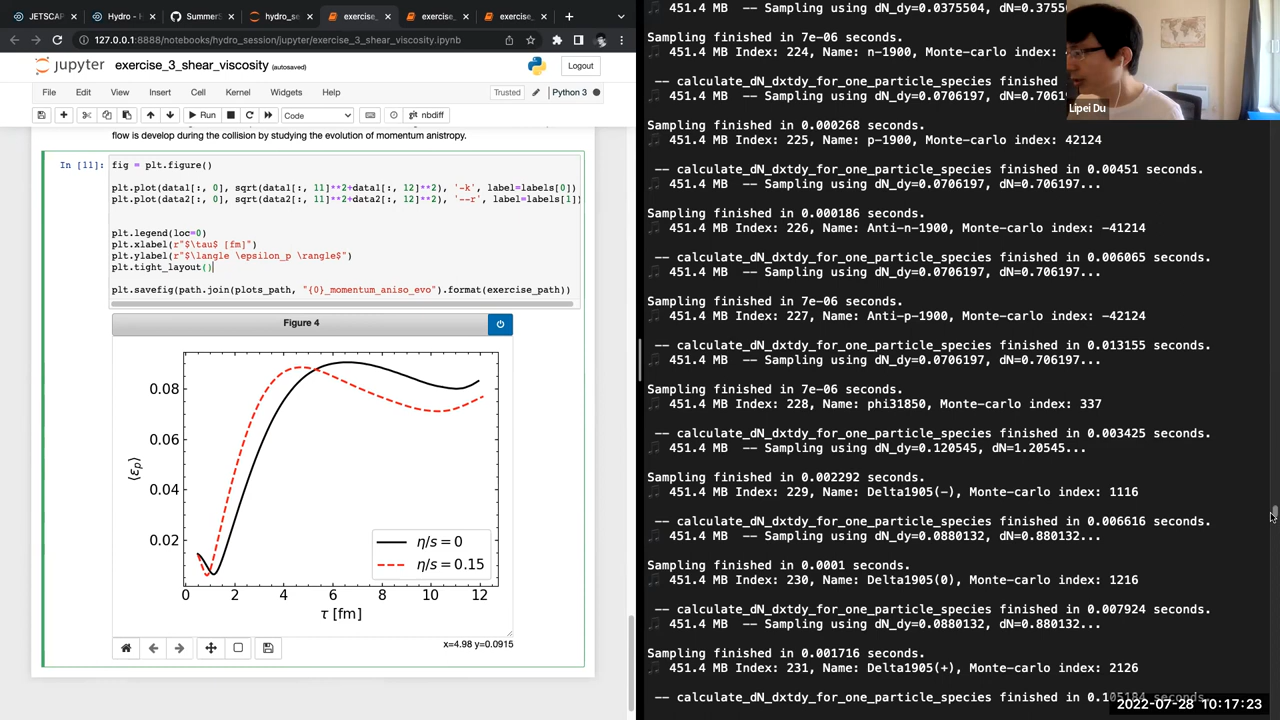 JETSCAP
Hydro - H
Summer
hydro_se
exercise_
exercise_
exercise_
127.0.0.1:8888/notebooks/hydro_session/jupyter/exercise_3_shear_viscosity.ipynb
jupyter exercise_3_shear_viscosity (autosaved)
Logout
File Edit View Insert Cell Kernel Widgets Help
Trusted Python 3
Run Code nbdiff
flow is develop during the collision by studying the evolution of momentum anistropy.
In [11]: fig = plt.figure()
plt.plot(data1[:, 0], sqrt(data1[:, 11]**2+data1[:, 12]**2), '-k', label=labels[0])
plt.plot(data2[:, 0], sqrt(data2[:, 11]**2+data2[:, 12]**2), '--r', label=labels[1])
plt.legend(loc=0)
plt.xlabel(r"$\tau$ [fm]")
plt.ylabel(r"$\langle \epsilon_p \rangle$")
plt.tight_layout()
plt.savefig(path.join(plots_path, "{0}_momentum_aniso_evo").format(exercise_path))
Figure 4
0.08
0.06
0.04
0.02
⟨εp⟩
η/s = 0
η/s = 0.15
0 2 4 6 8 10 12
τ [fm]
x=4.98 y=0.0915
451.4 MB -- Sampling using dN_dy=0.0375504, dN=0.3755
Sampling finished in 7e-06 seconds.
451.4 MB Index: 224, Name: n-1900, Monte-carlo index:
-- calculate_dN_dxtdy_for_one_particle_species finished
451.4 MB -- Sampling using dN_dy=0.0706197, dN=0.706
Sampling finished in 0.000268 seconds.
451.4 MB Index: 225, Name: p-1900, Monte-carlo index: 42124
-- calculate_dN_dxtdy_for_one_particle_species finished in 0.00451 seconds.
451.4 MB -- Sampling using dN_dy=0.0706197, dN=0.706197...
Sampling finished in 0.000186 seconds.
451.4 MB Index: 226, Name: Anti-n-1900, Monte-carlo index: -41214
-- calculate_dN_dxtdy_for_one_particle_species finished in 0.006065 seconds.
451.4 MB -- Sampling using dN_dy=0.0706197, dN=0.706197...
Sampling finished in 7e-06 seconds.
451.4 MB Index: 227, Name: Anti-p-1900, Monte-carlo index: -42124
-- calculate_dN_dxtdy_for_one_particle_species finished in 0.013155 seconds.
451.4 MB -- Sampling using dN_dy=0.0706197, dN=0.706197...
Sampling finished in 7e-06 seconds.
451.4 MB Index: 228, Name: phi31850, Monte-carlo index: 337
-- calculate_dN_dxtdy_for_one_particle_species finished in 0.003425 seconds.
451.4 MB -- Sampling using dN_dy=0.120545, dN=1.20545...
Sampling finished in 0.002292 seconds.
451.4 MB Index: 229, Name: Delta1905(-), Monte-carlo index: 1116
-- calculate_dN_dxtdy_for_one_particle_species finished in 0.006616 seconds.
451.4 MB -- Sampling using dN_dy=0.0880132, dN=0.880132...
Sampling finished in 0.0001 seconds.
451.4 MB Index: 230, Name: Delta1905(0), Monte-carlo index: 1216
-- calculate_dN_dxtdy_for_one_particle_species finished in 0.007924 seconds.
451.4 MB -- Sampling using dN_dy=0.0880132, dN=0.880132...
Sampling finished in 0.001716 seconds.
451.4 MB Index: 231, Name: Delta1905(+), Monte-carlo index: 2126
-- calculate_dN_dxtdy_for_one_particle_species finished in 0.105184 seconds.
Lipei Du
2022-07-28 10:17:23